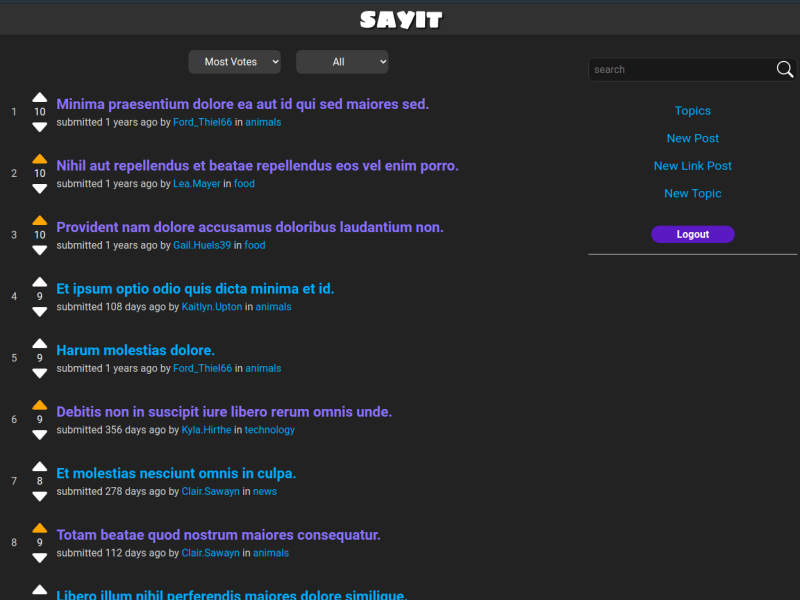 SAYIT
Most Votes All
search
Topics
New Post
New Link Post
New Topic
Logout
1 10 Minima praesentium dolore ea aut id qui sed maiores sed.
submitted 1 years ago by Ford_Thiel66 in animals
2 10 Nihil aut repellendus et beatae repellendus eos vel enim porro.
submitted 1 years ago by Lea.Mayer in food
3 10 Provident nam dolore accusamus doloribus laudantium non.
submitted 1 years ago by Gail.Huels39 in food
4 9 Et ipsum optio odio quis dicta minima et id.
submitted 108 days ago by Kaitlyn.Upton in animals
5 9 Harum molestias dolore.
submitted 1 years ago by Ford_Thiel66 in animals
6 9 Debitis non in suscipit iure libero rerum omnis unde.
submitted 356 days ago by Kyla.Hirthe in technology
7 8 Et molestias nesciunt omnis in culpa.
submitted 278 days ago by Clair.Sawayn in news
8 9 Totam beatae quod nostrum maiores consequatur.
submitted 112 days ago by Clair.Sawayn in animals
Libero illum nihil perferendis maiores dolore similique.